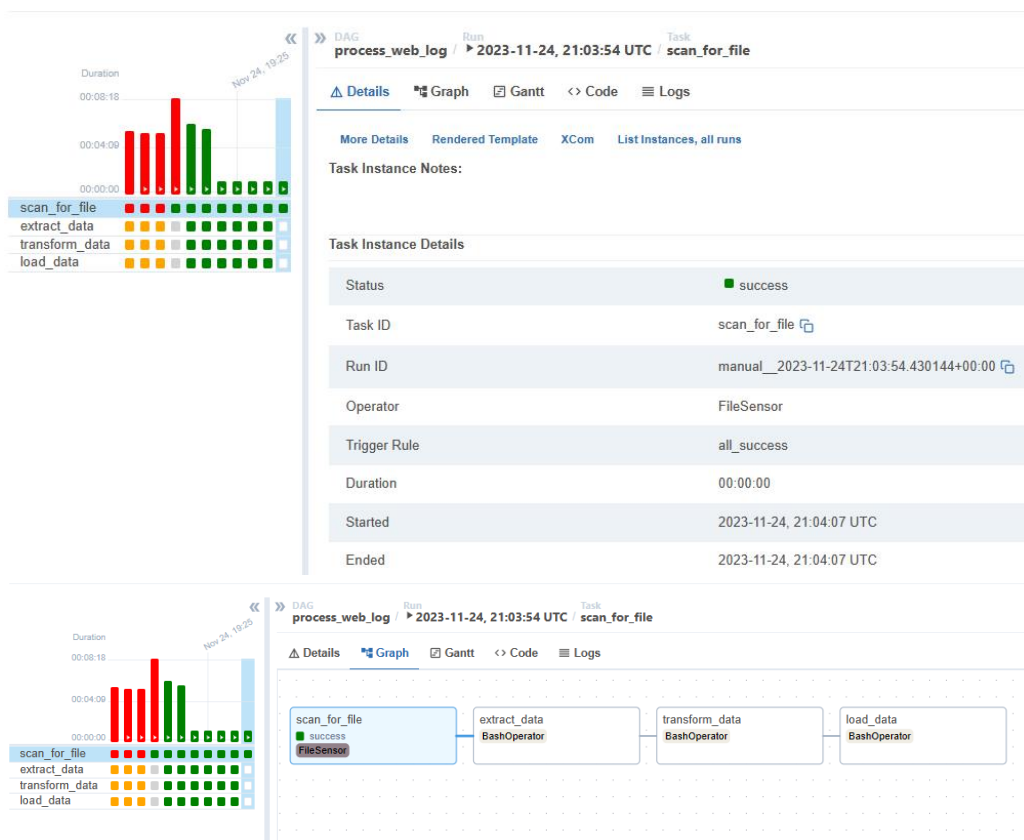 DAG Run Task
process_web_log / 2023-11-24, 21:03:54 UTC / scan_for_file
Nov 24, 19:25
Duration
00:08:18
00:04:09
00:00:00
scan_for_file
extract_data
transform_data
load_data
Details Graph Gantt Code Logs
More Details Rendered Template XCom List Instances, all runs
Task Instance Notes:
Task Instance Details
Status success
Task ID scan_for_file
Run ID manual__2023-11-24T21:03:54.430144+00:00
Operator FileSensor
Trigger Rule all_success
Duration 00:00:00
Started 2023-11-24, 21:04:07 UTC
Ended 2023-11-24, 21:04:07 UTC
DAG Run Task
process_web_log / 2023-11-24, 21:03:54 UTC / scan_for_file
Nov 24, 19:25
Duration
00:08:18
00:04:09
00:00:00
scan_for_file
extract_data
transform_data
load_data
Details Graph Gantt Code Logs
scan_for_file extract_data transform_data load_data
success BashOperator BashOperator BashOperator
FileSensor